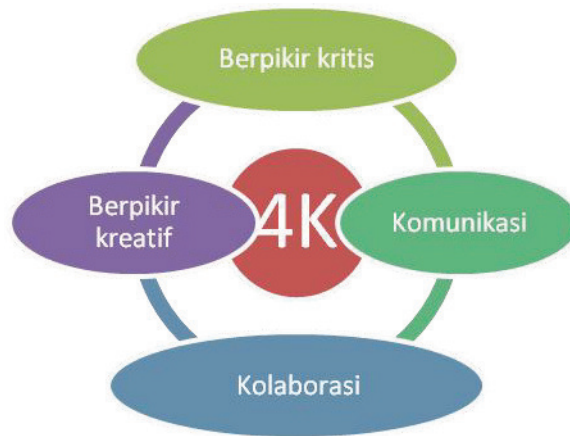 Berpikir kritis
Berpikir
kreatif
4K
Komunikasi
Kolaborasi